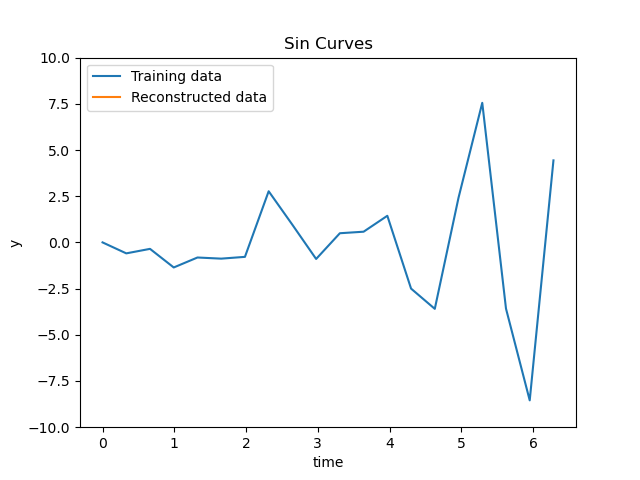 Sin Curves
Training data
Reconstructed data
10.0
7.5
5.0
2.5
0.0
−2.5
−5.0
−7.5
−10.0
y
0 1 2 3 4 5 6
time